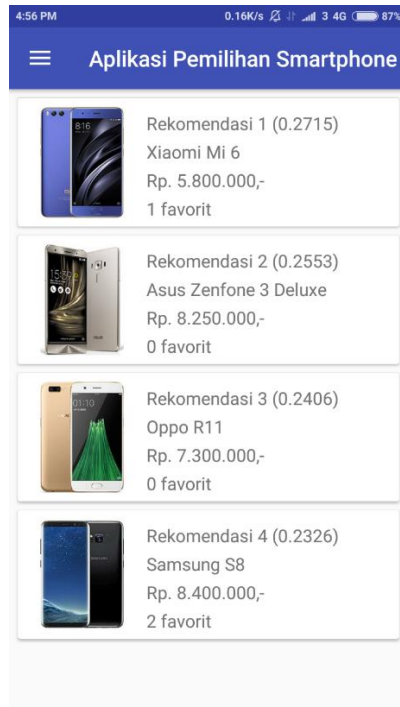 4:56 PM 0.16K/s 3 4G 87%
Aplikasi Pemilihan Smartphone
Rekomendasi 1 (0.2715)
Xiaomi Mi 6
Rp. 5.800.000,-
1 favorit
Rekomendasi 2 (0.2553)
Asus Zenfone 3 Deluxe
Rp. 8.250.000,-
0 favorit
Rekomendasi 3 (0.2406)
Oppo R11
Rp. 7.300.000,-
0 favorit
Rekomendasi 4 (0.2326)
Samsung S8
Rp. 8.400.000,-
2 favorit